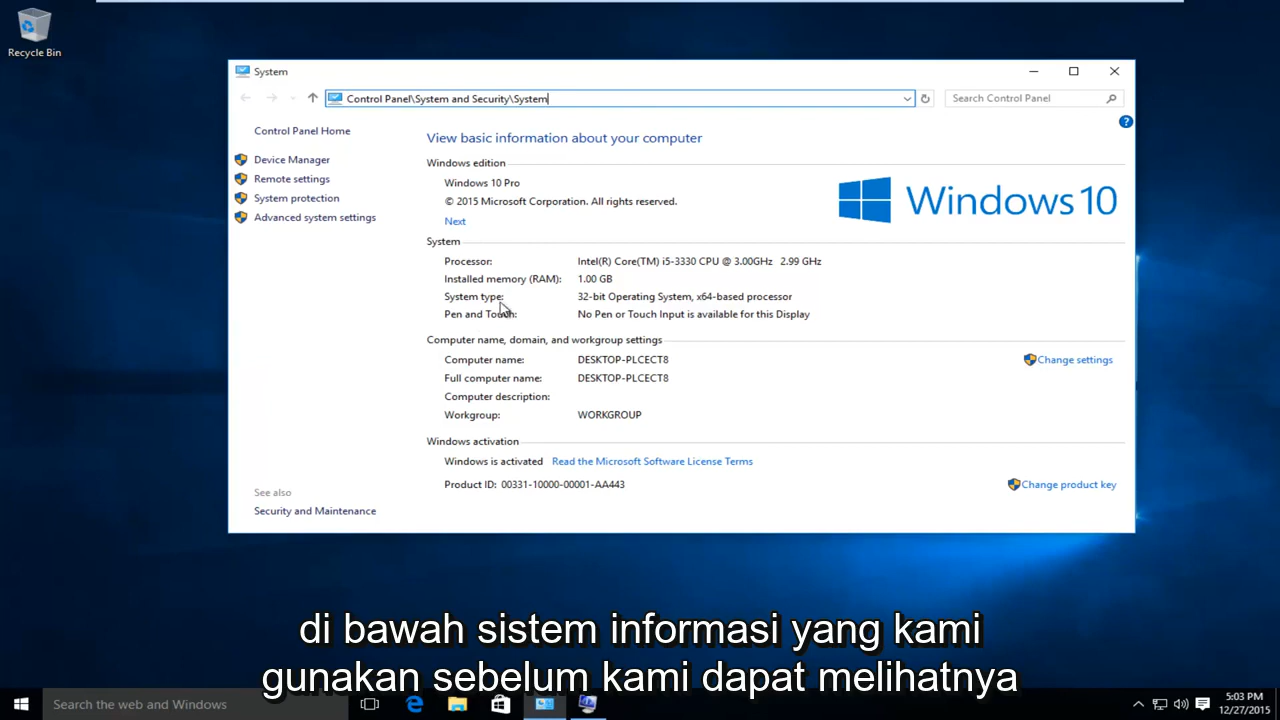 Recycle Bin
System
Control Panel\System and Security\System
Search Control Panel
Control Panel Home
Device Manager
Remote settings
System protection
Advanced system settings
See also
Security and Maintenance
View basic information about your computer
Windows edition
Windows 10 Pro
© 2015 Microsoft Corporation. All rights reserved.
Next
Windows 10
System
Processor: Intel(R) Core(TM) i5-3330 CPU @ 3.00GHz 2.99 GHz
Installed memory (RAM): 1.00 GB
System type: 32-bit Operating System, x64-based processor
Pen and Touch: No Pen or Touch Input is available for this Display
Computer name, domain, and workgroup settings
Computer name: DESKTOP-PLCECT8
Change settings
Full computer name: DESKTOP-PLCECT8
Computer description:
Workgroup: WORKGROUP
Windows activation
Windows is activated Read the Microsoft Software License Terms
Product ID: 00331-10000-00001-AA443
Change product key
di bawah sistem informasi yang kami
gunakan sebelum kami dapat melihatnya
Search the web and Windows
5:03 PM
12/27/2015